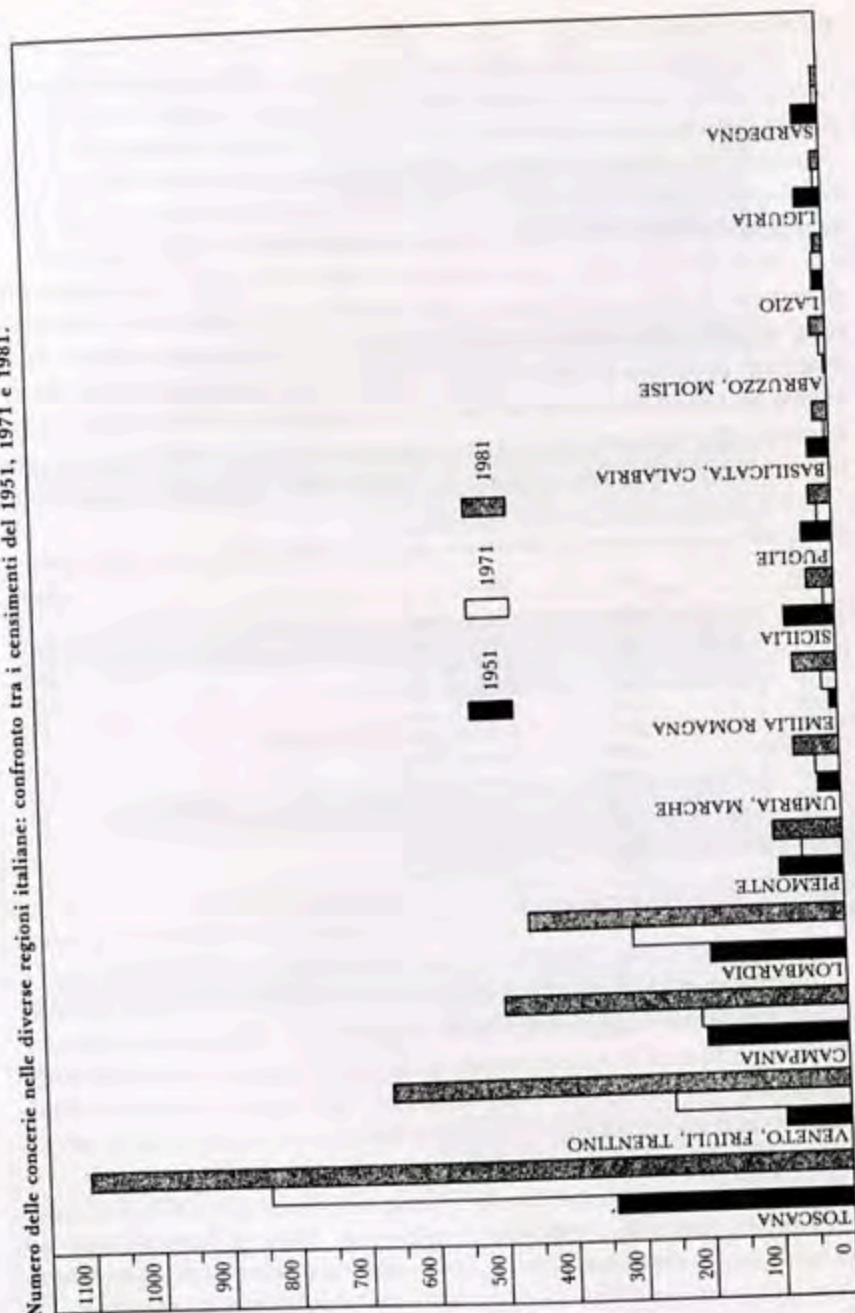 Numero delle concerie nelle diverse regioni italiane: confronto tra i censimenti del 1951, 1971 e 1981.
1100
1000
900
800
700
600
500
400
300
200
100
0
1951
1971
1981
TOSCANA
VENETO, FRIULI, TRENTINO
CAMPANIA
LOMBARDIA
PIEMONTE
UMBRIA, MARCHE
EMILIA ROMAGNA
SICILIA
PUGLIE
BASILICATA, CALABRIA
ABRUZZO, MOLISE
LAZIO
LIGURIA
SARDEGNA